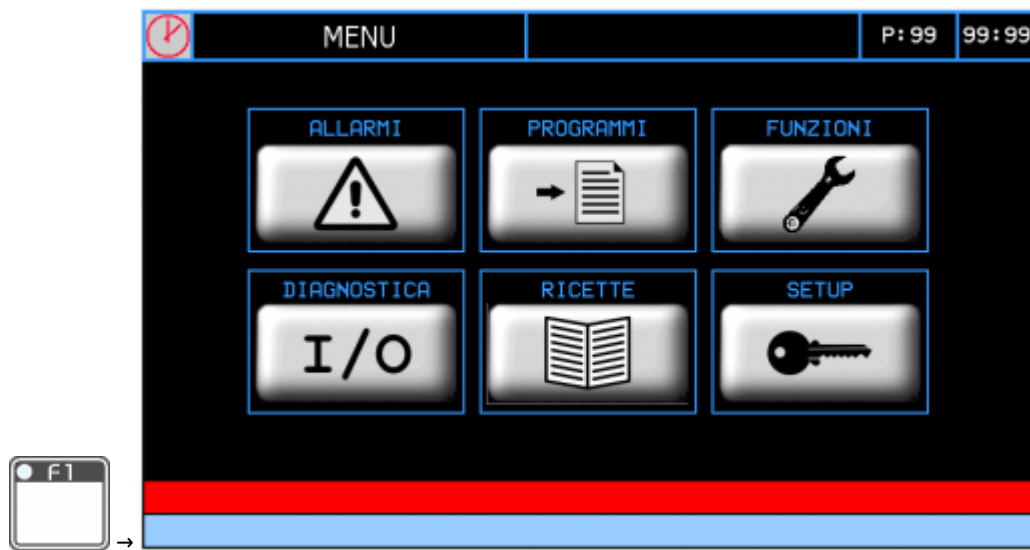 MENU P:99 99:99
ALLARMI PROGRAMMI FUNZIONI
DIAGNOSTICA RICETTE SETUP
I/O
F1
→